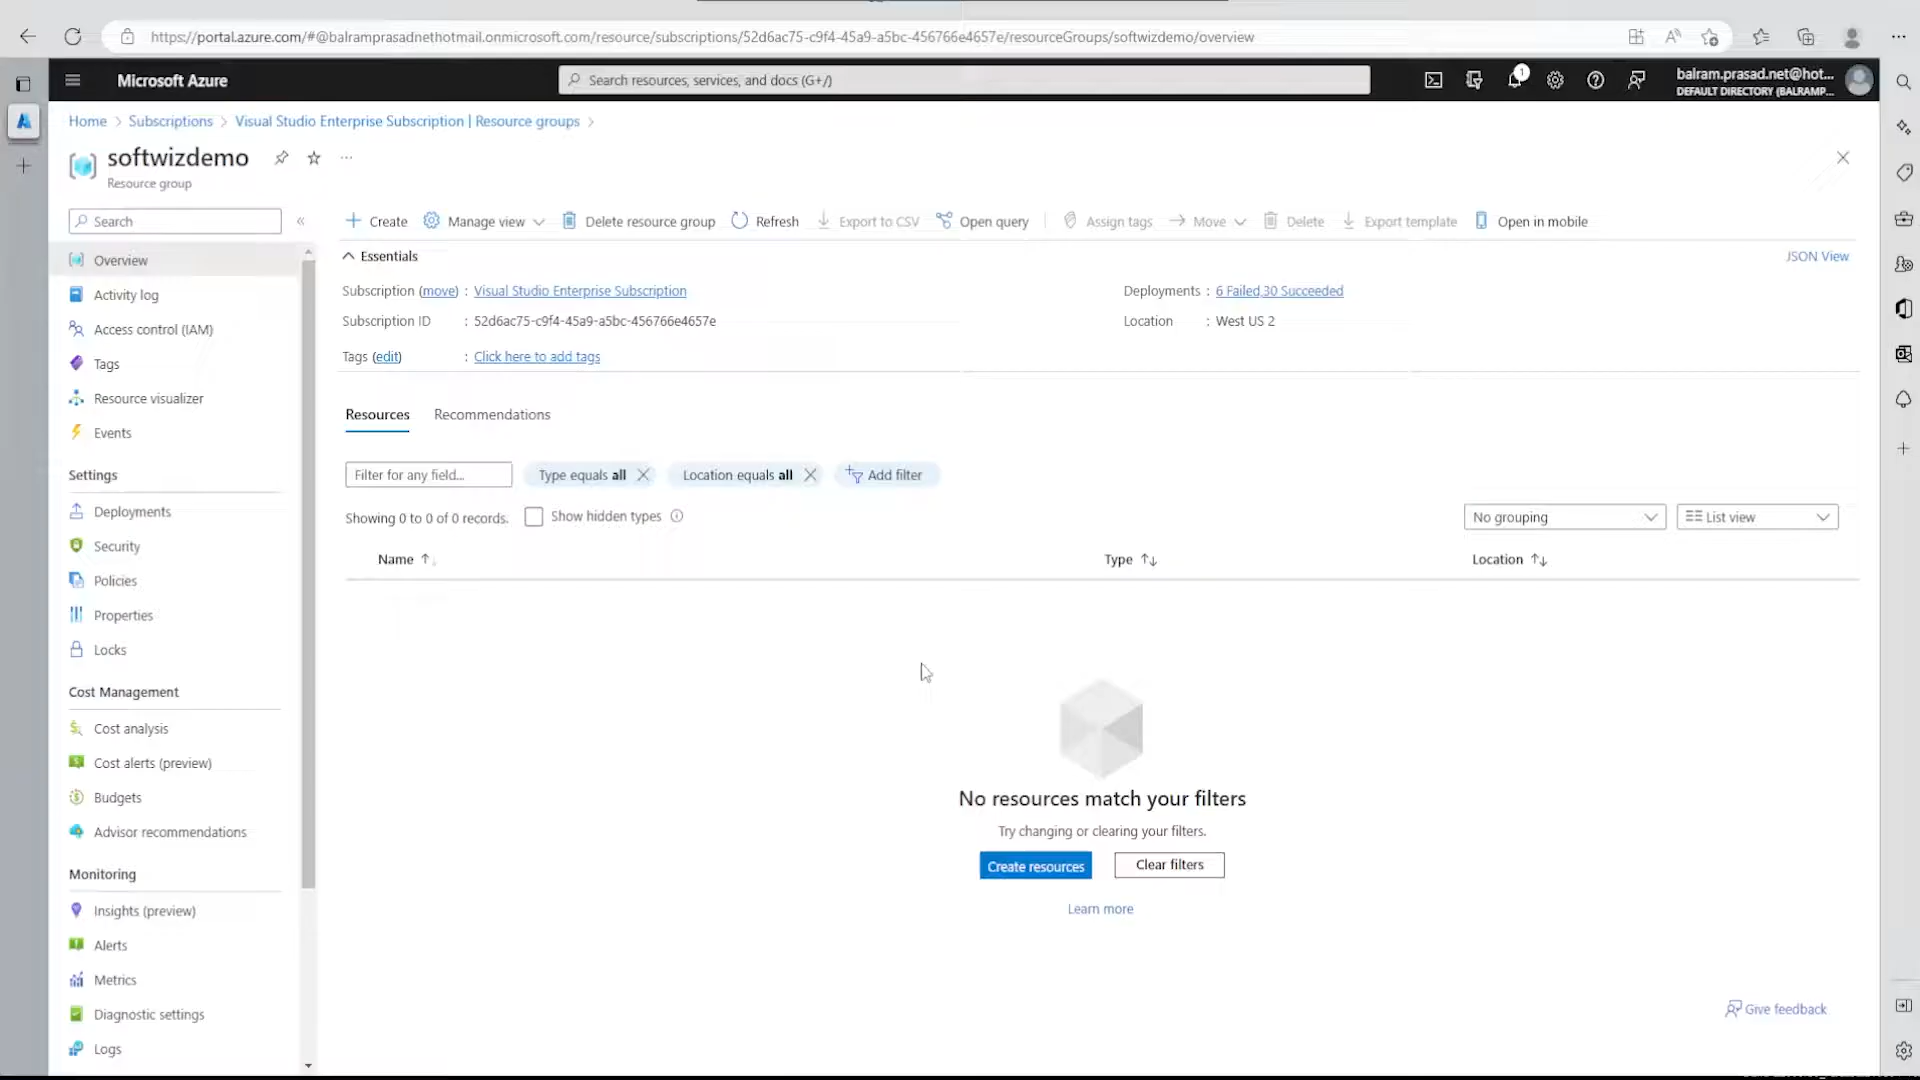 https://portal.azure.com/#@balramprasadnethotmail.onmicrosoft.com/resource/subscriptions/52d6ac75-c9f4-45a9-a5bc-456766e4657e/resourceGroups/softwizdemo/overview
Microsoft Azure
Search resources, services, and docs (G+/)
1
balram.prasad.net@hot...
DEFAULT DIRECTORY (BALRAMP...
Home > Subscriptions > Visual Studio Enterprise Subscription | Resource groups >
softwizdemo
Resource group
Search
Overview
Activity log
Access control (IAM)
Tags
Resource visualizer
Events
Settings
Deployments
Security
Policies
Properties
Locks
Cost Management
Cost analysis
Cost alerts (preview)
Budgets
Advisor recommendations
Monitoring
Insights (preview)
Alerts
Metrics
Diagnostic settings
Logs
Create
Manage view
Delete resource group
Refresh
Export to CSV
Open query
Assign tags
Move
Delete
Export template
Open in mobile
Essentials
JSON View
Subscription (move) : Visual Studio Enterprise Subscription
Subscription ID : 52d6ac75-c9f4-45a9-a5bc-456766e4657e
Tags (edit) : Click here to add tags
Deployments : 6 Failed,30 Succeeded
Location : West US 2
Resources
Recommendations
Filter for any field...
Type equals all
Location equals all
Add filter
Showing 0 to 0 of 0 records.
Show hidden types
No grouping
List view
Name
Type
Location
No resources match your filters
Try changing or clearing your filters.
Create resources
Clear filters
Learn more
Give feedback